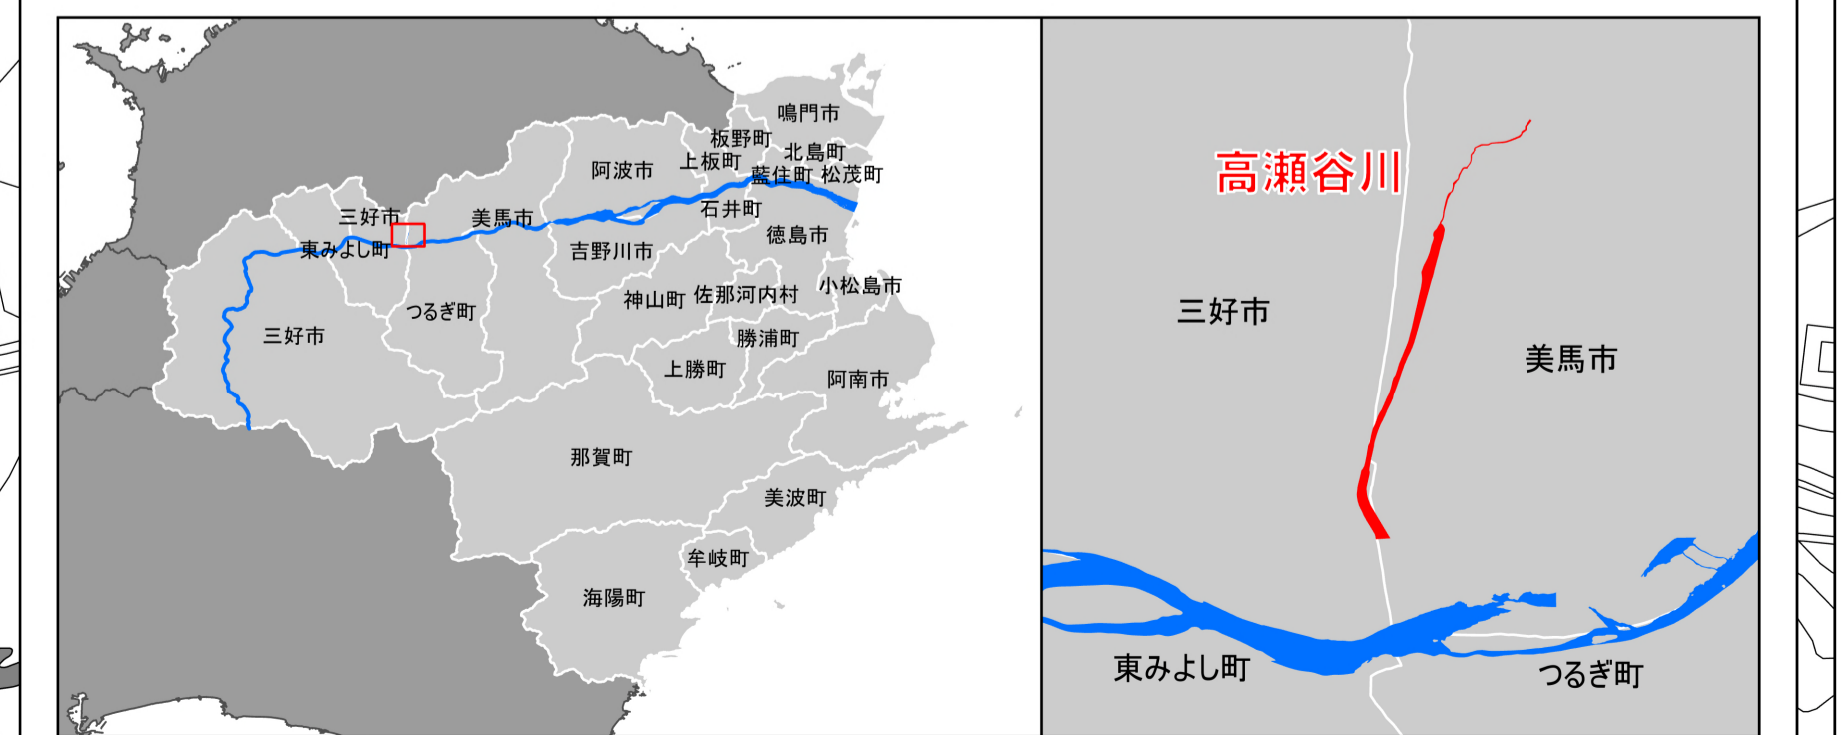 鳴門市
板野町
北島町
上板町
阿波市
藍住町
松茂町
石井町
三好市
美馬市
徳島市
東みよし町
吉野川市
小松島市
神山町
佐那河内村
つるぎ町
三好市
勝浦町
上勝町
阿南市
那賀町
美波町
牟岐町
海陽町
高瀬谷川
三好市
美馬市
東みよし町
つるぎ町